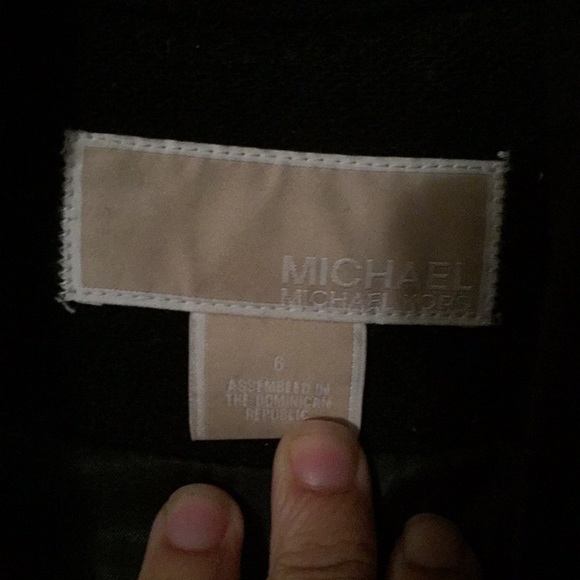 MICHAEL
MICHAEL KORS
6
ASSEMBLED IN
THE DOMINICAN
REPUBLIC